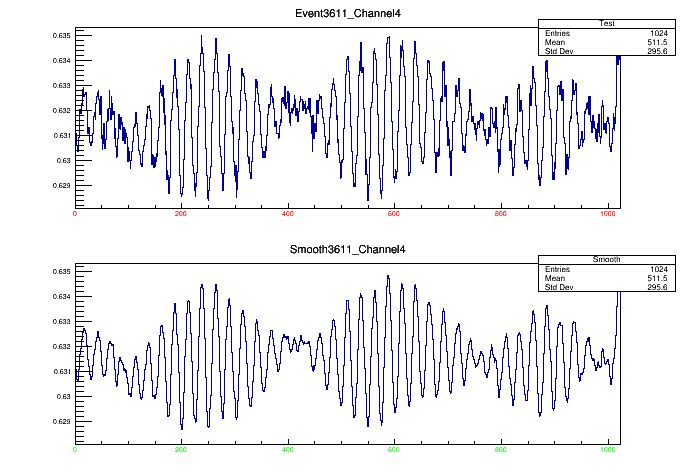 Event3611_Channel4
Test
Entries 1024
Mean 511.5
Std Dev 295.6
0.635
0.634
0.633
0.632
0.631
0.63
0.629
0 200 400 600 800 1000
Smooth3611_Channel4
Smooth
Entries 1024
Mean 511.5
Std Dev 295.6
0.635
0.634
0.633
0.632
0.631
0.63
0.629
0 200 400 600 800 1000